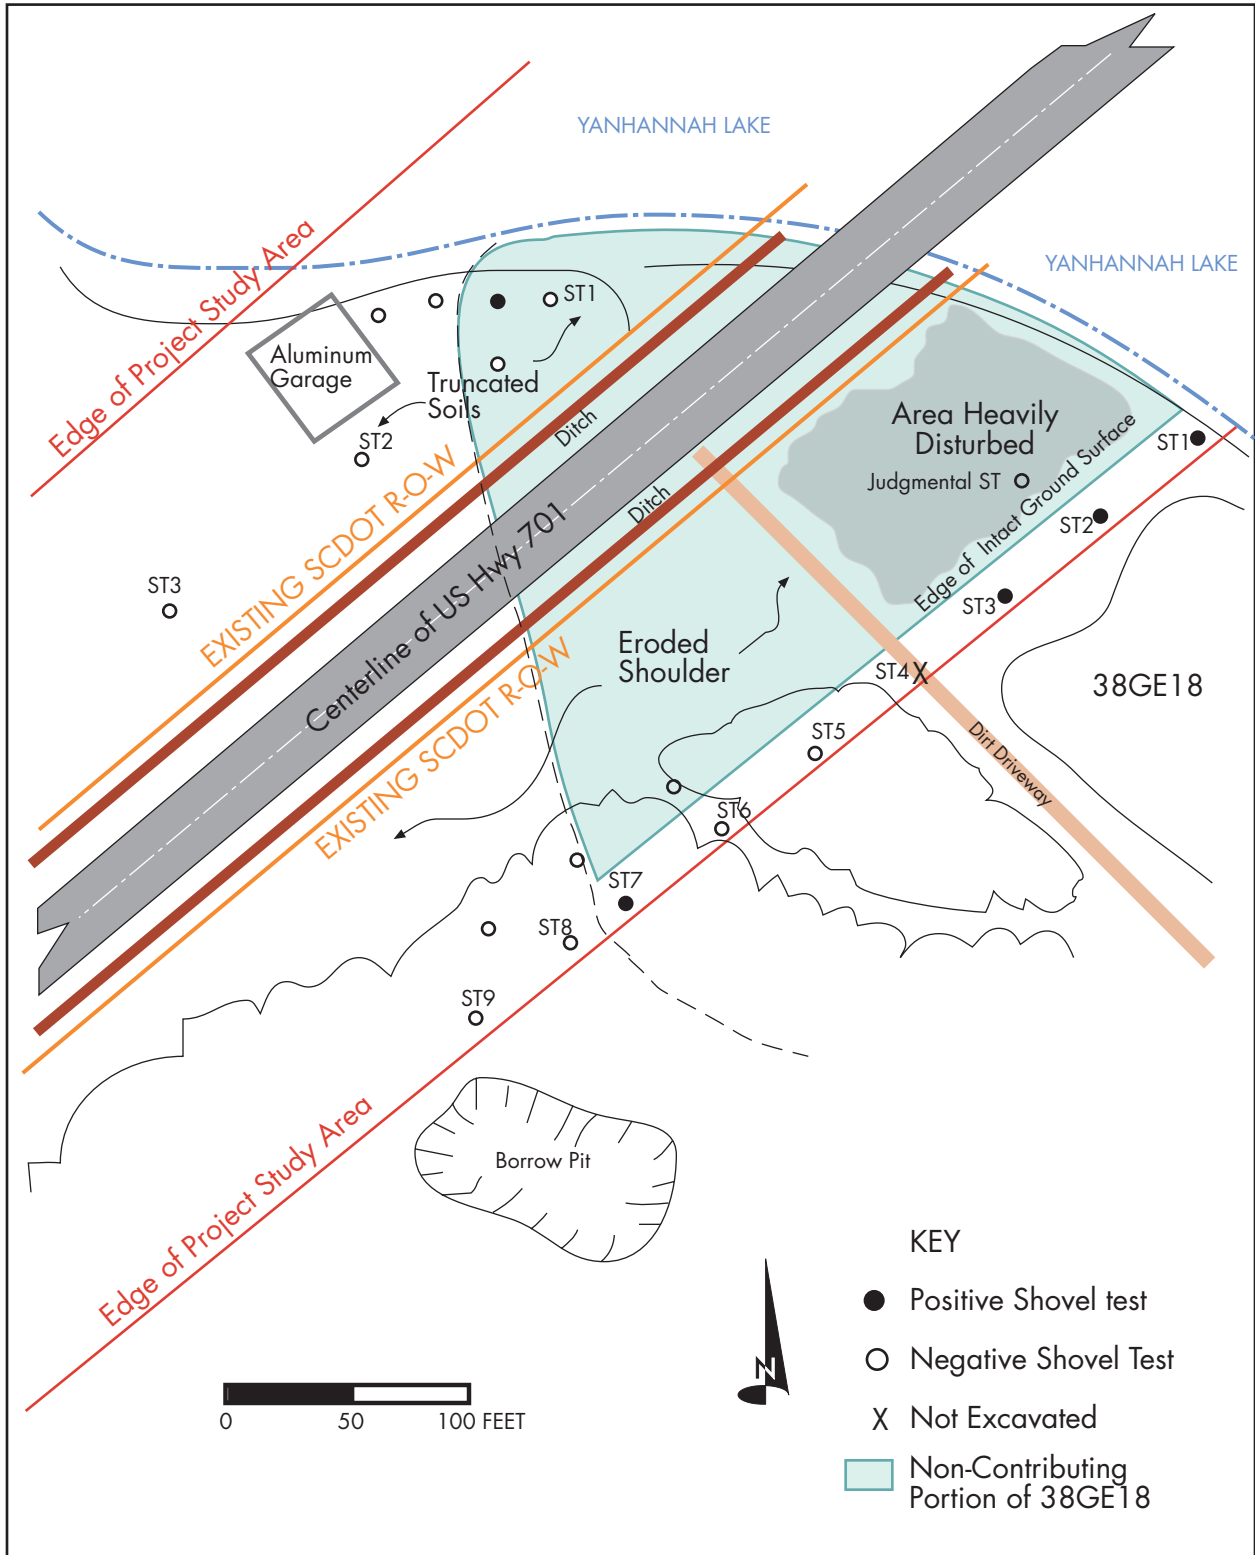 YANHANNAH LAKE
YANHANNAH LAKE
Edge of Project Study Area
ST1
Aluminum
Garage
Truncated
Soils
ST2
Ditch
Area Heavily
Disturbed
Judgmental ST
ST1
ST2
Edge of Intact Ground Surface
Ditch
EXISTING SCDOT R-O-W
Centerline of US Hwy 701
ST3
ST3
Eroded
Shoulder
EXISTING SCDOT R-O-W
ST4
X
38GE18
ST5
Dirt Driveway
ST6
ST7
ST8
ST9
Edge of Project Study Area
Borrow Pit
KEY
Positive Shovel test
Negative Shovel Test
X Not Excavated
Non-Contributing
Portion of 38GE18
N
0 50 100 FEET